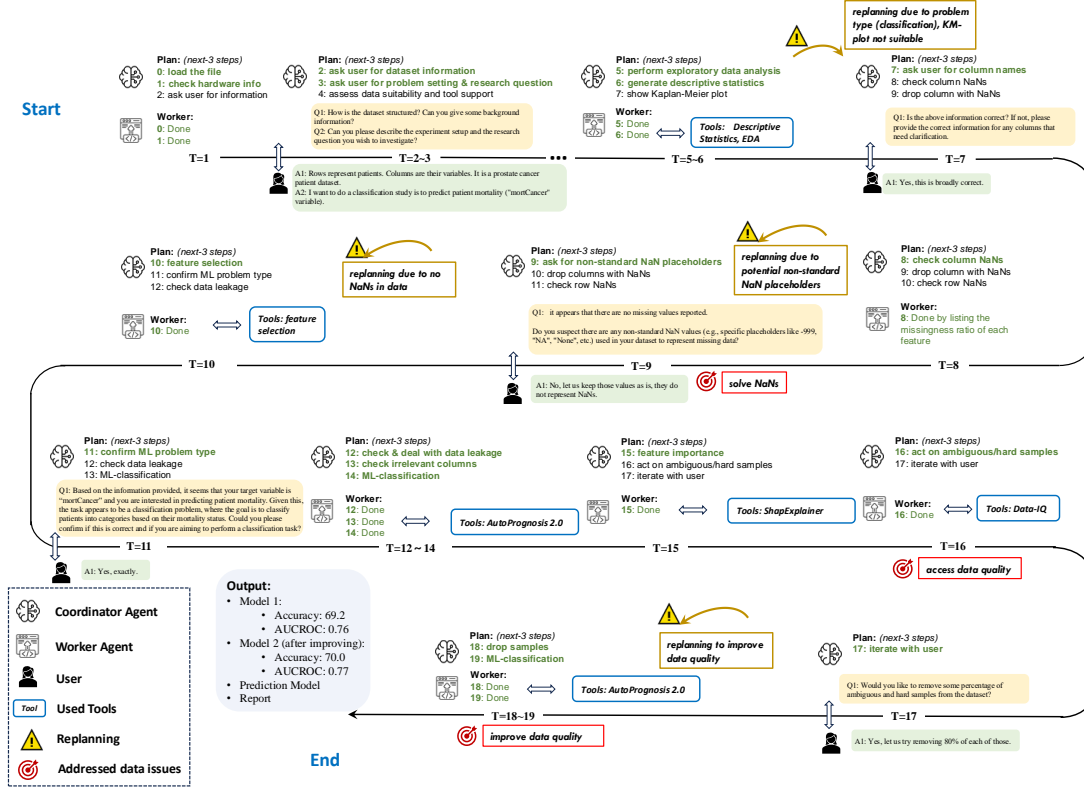 Start
Plan: (next-3 steps)
0: load the file
1: check hardware info
2: ask user for information
Worker:
0: Done
1: Done
T=1
Plan: (next-3 steps)
2: ask user for dataset information
3: ask user for problem setting & research question
4: assess data suitability and tool support
Q1: How is the dataset structured? Can you give some background
information?
Q2: Can you please describe the experiment setup and the research
question you wish to investigate?
T=2~3
A1: Rows represent patients. Columns are their variables. It is a prostate cancer
patient dataset.
A2: I want to do a classification study is to predict patient mortality ("mortCancer"
variable).
...
Plan: (next-3 steps)
5: perform exploratory data analysis
6: generate descriptive statistics
7: show Kaplan-Meier plot
Worker:
5: Done
6: Done
Tools: Descriptive
Statistics, EDA
T=5~6
replanning due to problem
type (classification), KM-
plot not suitable
Plan: (next-3 steps)
7: ask user for column names
8: check column NaNs
9: drop column with NaNs
Q1: Is the above information correct? If not, please
provide the correct information for any columns that
need clarification.
T=7
A1: Yes, this is broadly correct.
Plan: (next-3 steps)
10: feature selection
11: confirm ML problem type
12: check data leakage
Worker:
10: Done
Tools: feature
selection
T=10
replanning due to no
NaNs in data
Plan: (next-3 steps)
9: ask for non-standard NaN placeholders
10: drop columns with NaNs
11: check row NaNs
Q1: it appears that there are no missing values reported.
Do you suspect there are any non-standard NaN values (e.g., specific placeholders like -999,
"NA", "None", etc.) used in your dataset to represent missing data?
T=9
A1: No, let us keep those values as is, they do
not represent NaNs.
solve NaNs
replanning due to
potential non-standard
NaN placeholders
Plan: (next-3 steps)
8: check column NaNs
9: drop column with NaNs
10: check row NaNs
Worker:
8: Done by listing the
missingness ratio of each
feature
T=8
Plan: (next-3 steps)
11: confirm ML problem type
12: check data leakage
13: ML-classification
Q1: Based on the information provided, it seems that your target variable is
"mortCancer" and you are interested in predicting patient mortality. Given this,
the task appears to be a classification problem, where the goal is to classify
patients into categories based on their mortality status. Could you please
confirm if this is correct and if you are aiming to perform a classification task?
T=11
A1: Yes, exactly.
Plan: (next-3 steps)
12: check & deal with data leakage
13: check irrelevant columns
14: ML-classification
Worker:
12: Done
13: Done
14: Done
Tools: AutoPrognosis 2.0
T=12~14
Plan: (next-3 steps)
15: feature importance
16: act on ambiguous/hard samples
17: iterate with user
Worker:
15: Done
Tools: ShapExplainer
T=15
Plan: (next-3 steps)
16: act on ambiguous/hard samples
17: iterate with user
Worker:
16: Done
Tools: Data-IQ
T=16
access data quality
Coordinator Agent
Worker Agent
User
Tool
Used Tools
Replanning
Addressed data issues
Output:
• Model 1:
• Accuracy: 69.2
• AUCROC: 0.76
• Model 2 (after improving):
• Accuracy: 70.0
• AUCROC: 0.77
• Prediction Model
• Report
End
Plan: (next-3 steps)
18: drop samples
19: ML-classification
Worker:
18: Done
19: Done
Tools: AutoPrognosis 2.0
T=18~19
improve data quality
replanning to improve
data quality
Plan: (next-3 steps)
17: iterate with user
Q1: Would you like to remove some percentage of
ambiguous and hard samples from the dataset?
T=17
A1: Yes, let us try removing 80% of each of those.